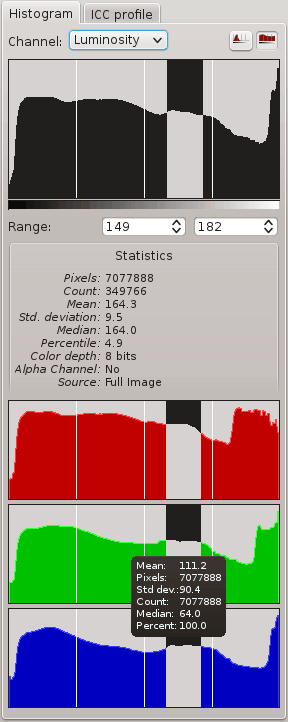 Histogram ICC profile
Channel: Luminosity
Range: 149 182
Statistics
Pixels: 7077888
Count: 349766
Mean: 164.3
Std. deviation: 9.5
Median: 164.0
Percentile: 4.9
Color depth: 8 bits
Alpha Channel: No
Source: Full Image
Mean: 111.2
Pixels: 7077888
Std dev.: 90.4
Count: 7077888
Median: 64.0
Percent: 100.0